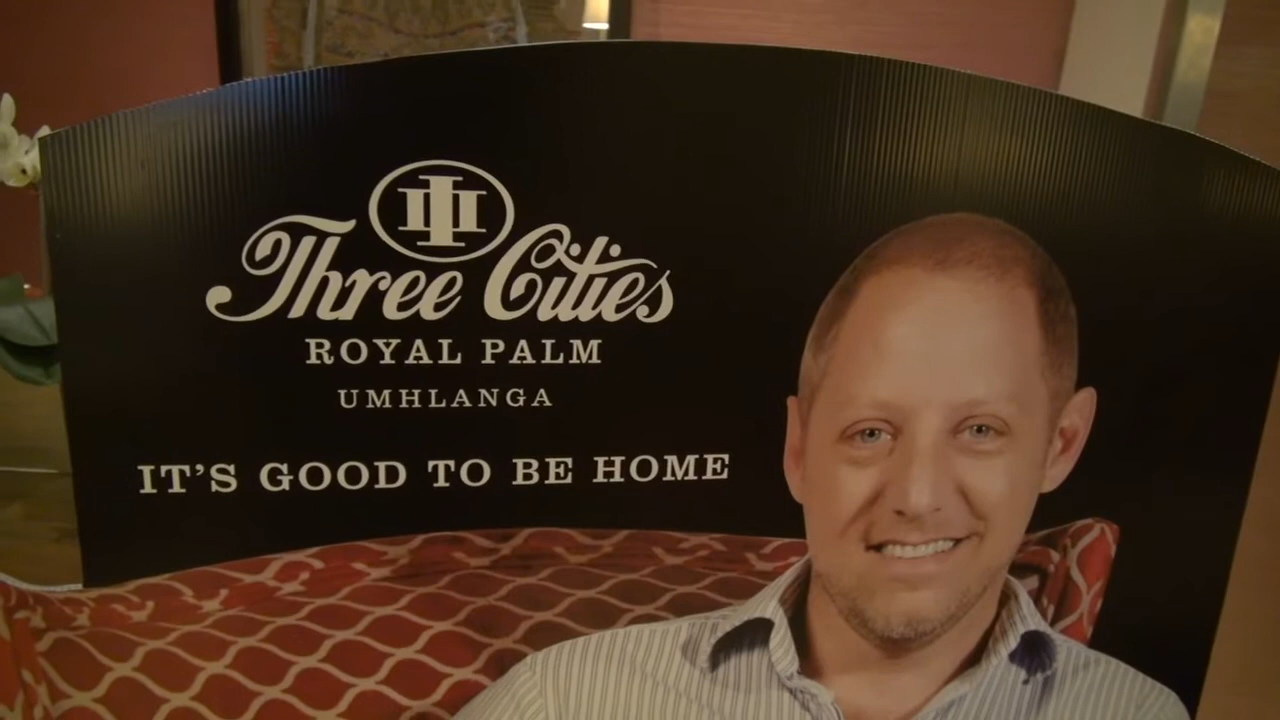 III
Three Cities
ROYAL PALM
UMHLANGA
IT'S GOOD TO BE HOME